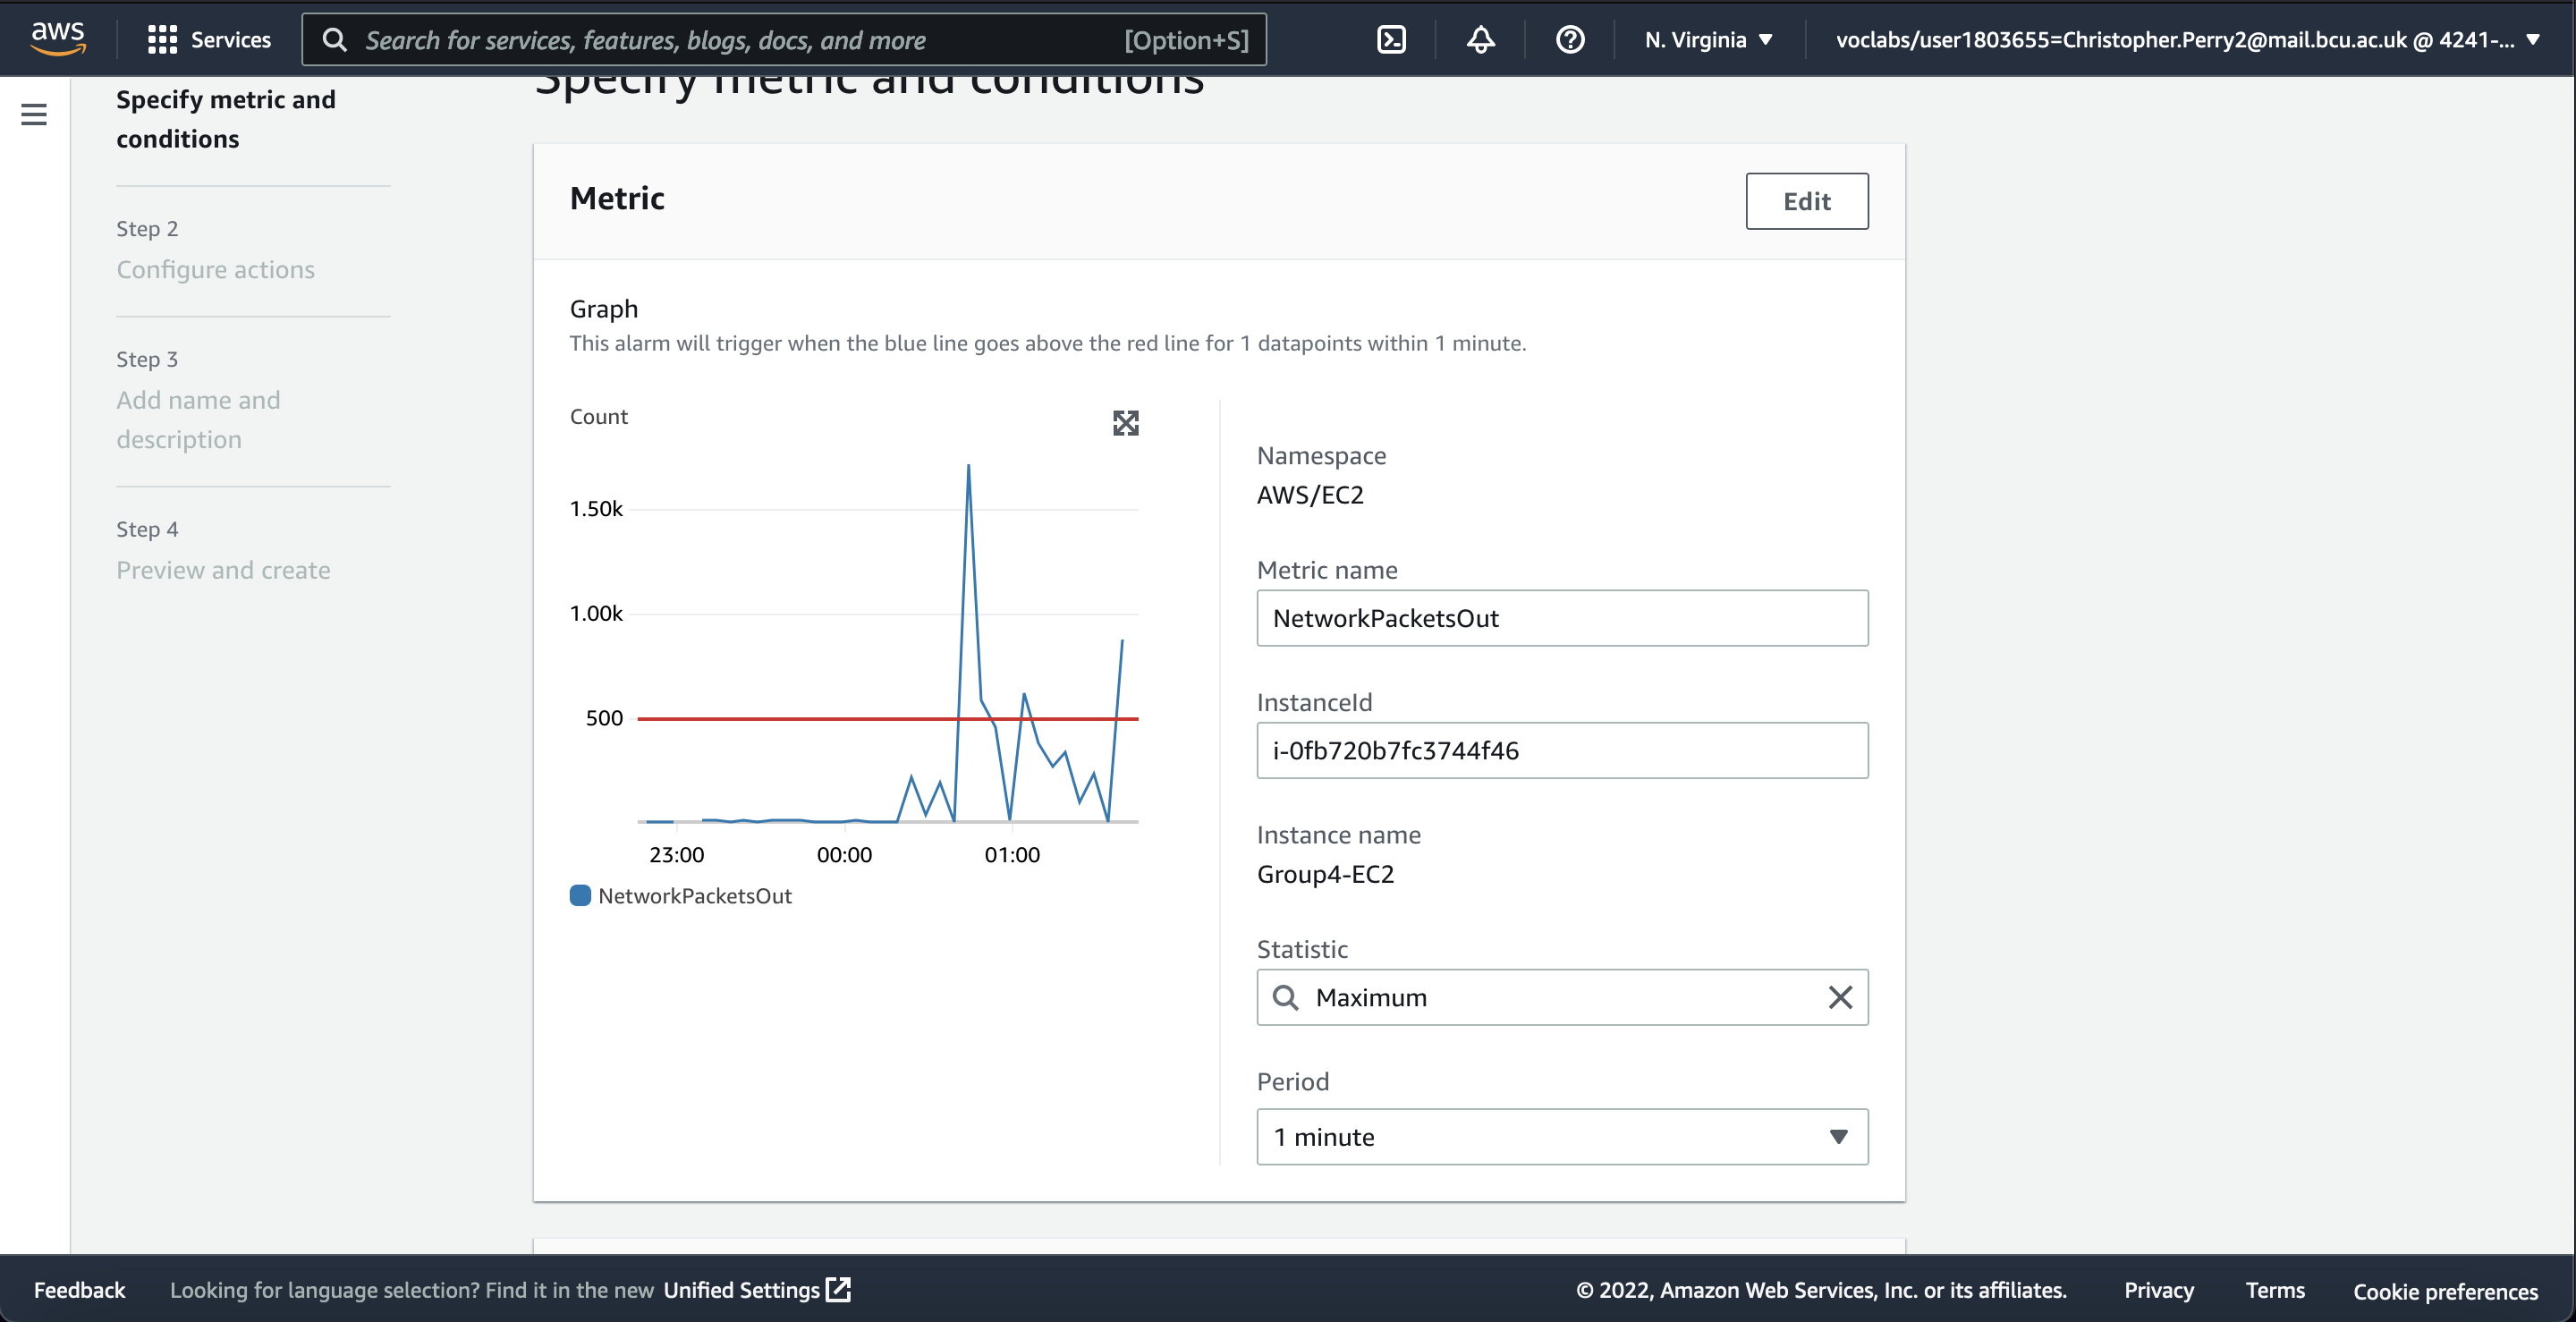 aws
Services
Search for services, features, blogs, docs, and more
[Option+S]
N. Virginia
voclabs/user1803655=Christopher.Perry2@mail.bcu.ac.uk @ 4241-...
Specify metric and
conditions
Step 2
Configure actions
Step 3
Add name and
description
Step 4
Preview and create
Specify metric and conditions
Metric
Edit
Graph
This alarm will trigger when the blue line goes above the red line for 1 datapoints within 1 minute.
Count
1.50k
1.00k
500
23:00
00:00
01:00
NetworkPacketsOut
Namespace
AWS/EC2
Metric name
NetworkPacketsOut
InstanceId
i-0fb720b7fc3744f46
Instance name
Group4-EC2
Statistic
Maximum
Period
1 minute
Feedback
Looking for language selection? Find it in the new Unified Settings
© 2022, Amazon Web Services, Inc. or its affiliates.
Privacy
Terms
Cookie preferences